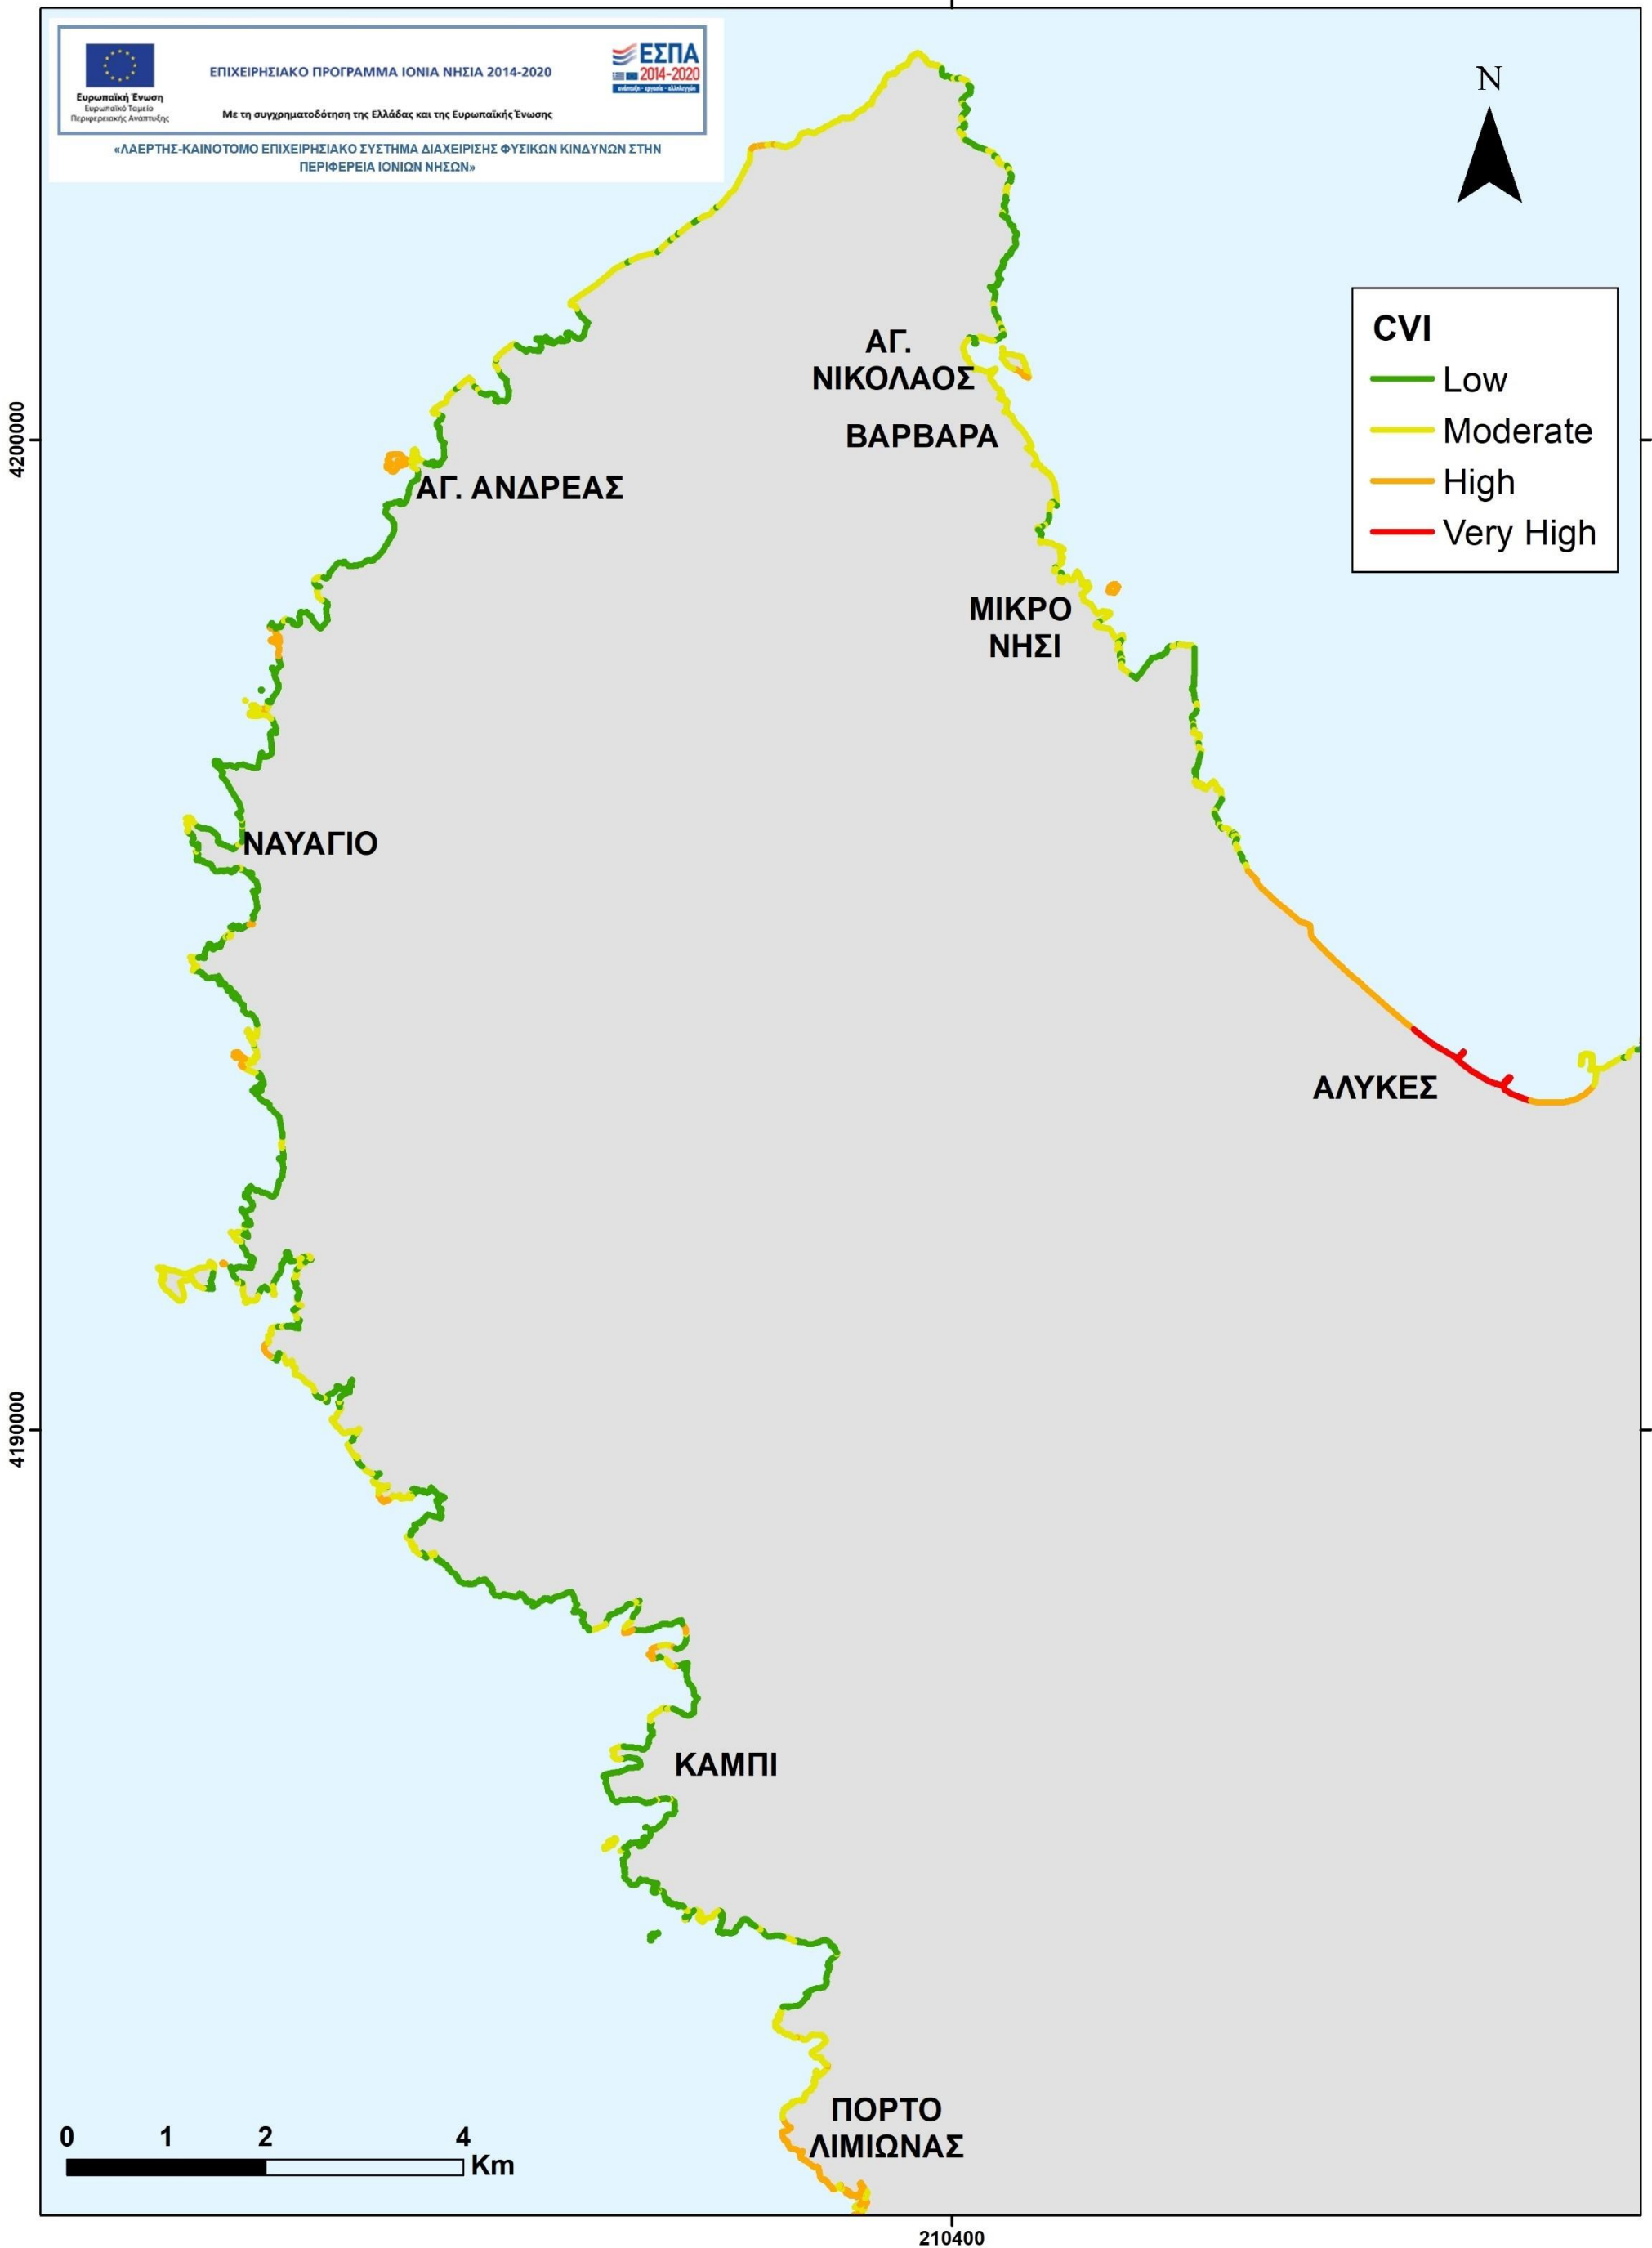 Ευρωπαϊκή Ένωση
Ευρωπαϊκό Ταμείο
Περιφερειακής Ανάπτυξης
ΕΠΙΧΕΙΡΗΣΙΑΚΟ ΠΡΟΓΡΑΜΜΑ ΙΟΝΙΑ ΝΗΣΙΑ 2014-2020
Με τη συγχρηματοδότηση της Ελλάδας και της Ευρωπαϊκής Ένωσης
ΕΣΠΑ
2014-2020
ανάπτυξη - εργασία - αλληλεγγύη
«ΛΑΕΡΤΗΣ-ΚΑΙΝΟΤΟΜΟ ΕΠΙΧΕΙΡΗΣΙΑΚΟ ΣΥΣΤΗΜΑ ΔΙΑΧΕΙΡΙΣΗΣ ΦΥΣΙΚΩΝ ΚΙΝΔΥΝΩΝ ΣΤΗΝ
ΠΕΡΙΦΕΡΕΙΑ ΙΟΝΙΩΝ ΝΗΣΩΝ»
N
CVI
Low
Moderate
High
Very High
ΑΓ.
ΝΙΚΟΛΑΟΣ
ΒΑΡΒΑΡΑ
4200000
ΑΓ. ΑΝΔΡΕΑΣ
ΜΙΚΡΟ
ΝΗΣΙ
ΝΑΥΑΓΙΟ
ΑΛΥΚΕΣ
4190000
ΚΑΜΠΙ
ΠΟΡΤΟ
ΛΙΜΙΩΝΑΣ
0 1 2 4
Km
210400